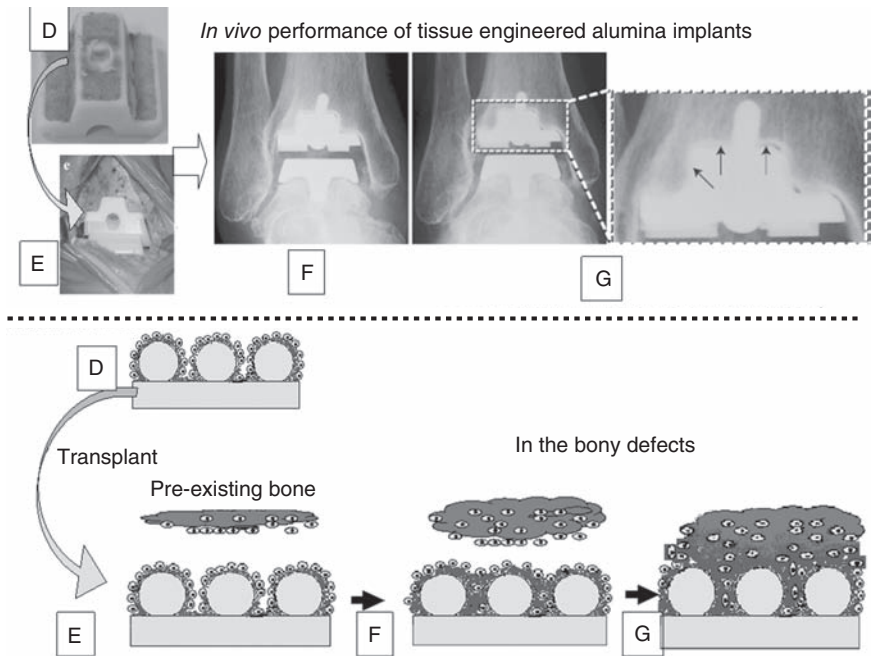 D
In vivo performance of tissue engineered alumina implants
E
F
G
D
Transplant
In the bony defects
Pre-existing bone
E
F
G